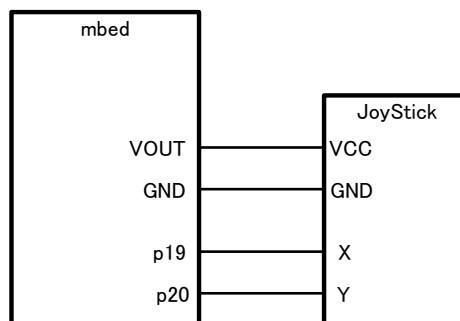 mbed
JoyStick
VOUT VCC
GND GND
p19 X
p20 Y